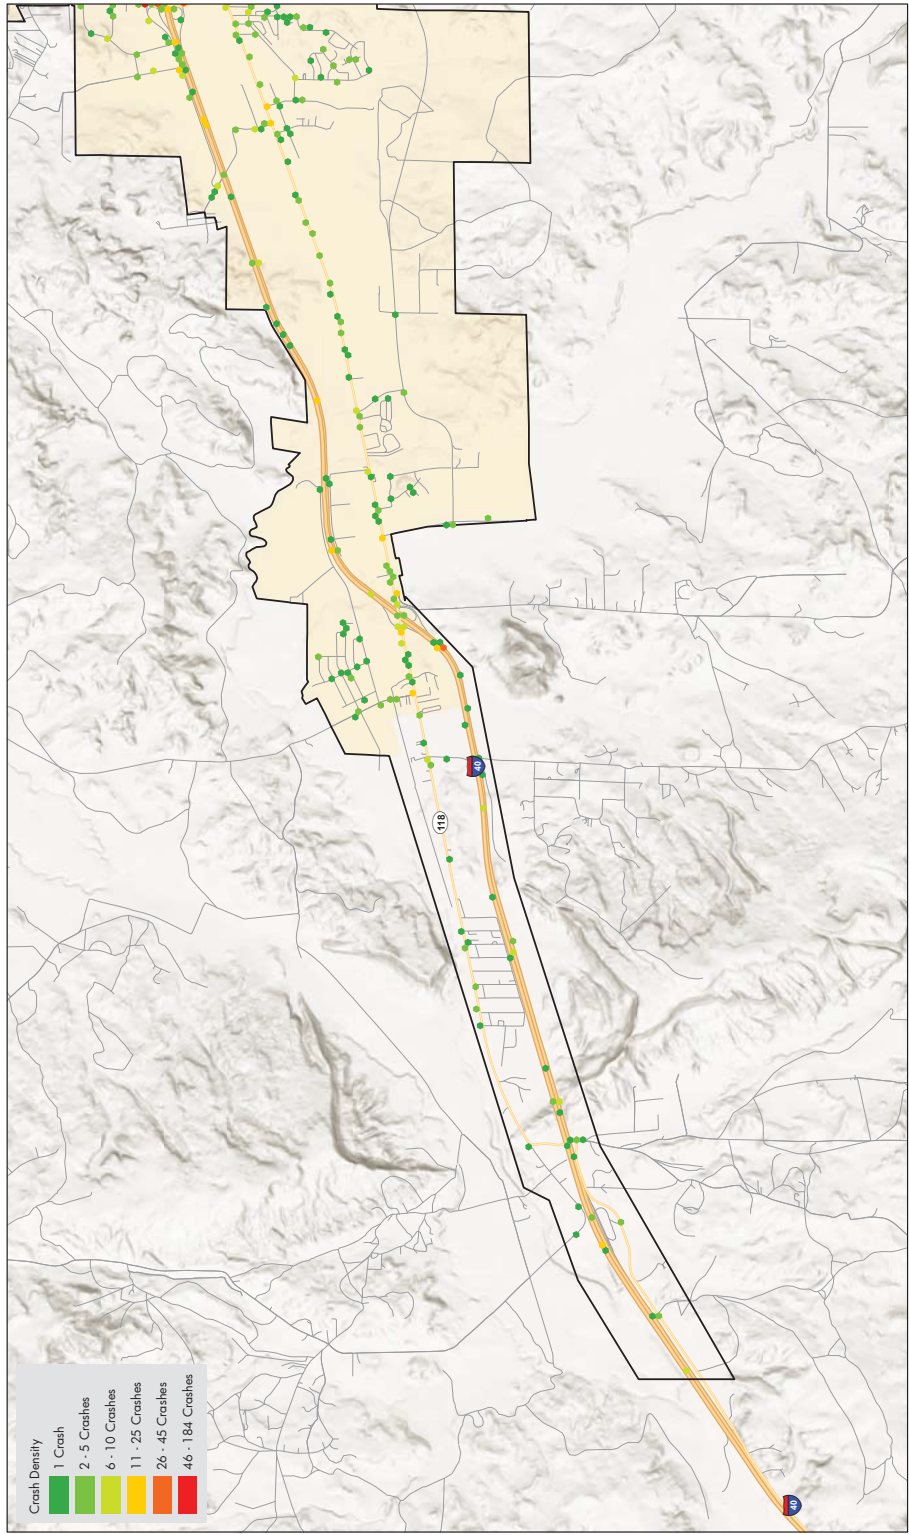 Crash Density
1 Crash
2 - 5 Crashes
6 - 10 Crashes
11 - 25 Crashes
26 - 45 Crashes
46 - 184 Crashes
118
40
40